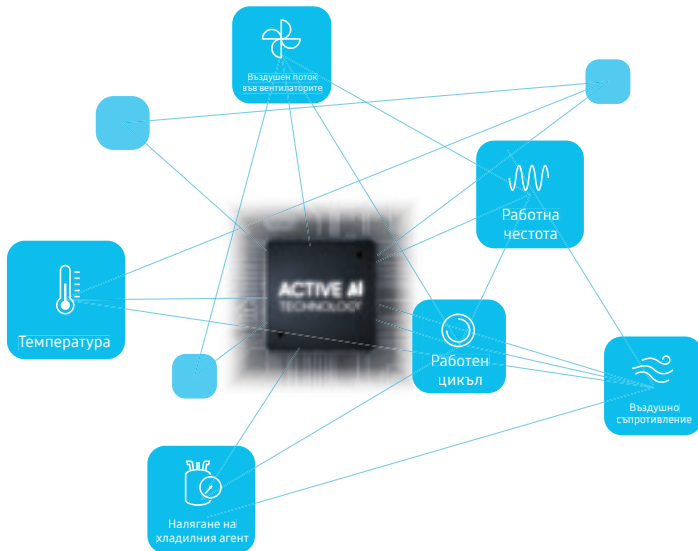 Въздушен поток
във вентилаторите
Работна
честота
ACTIVE AI
TECHNOLOGY
Температура
Работен
цикъл
Въздушно
съпротивление
Налягане на
хладилния агент